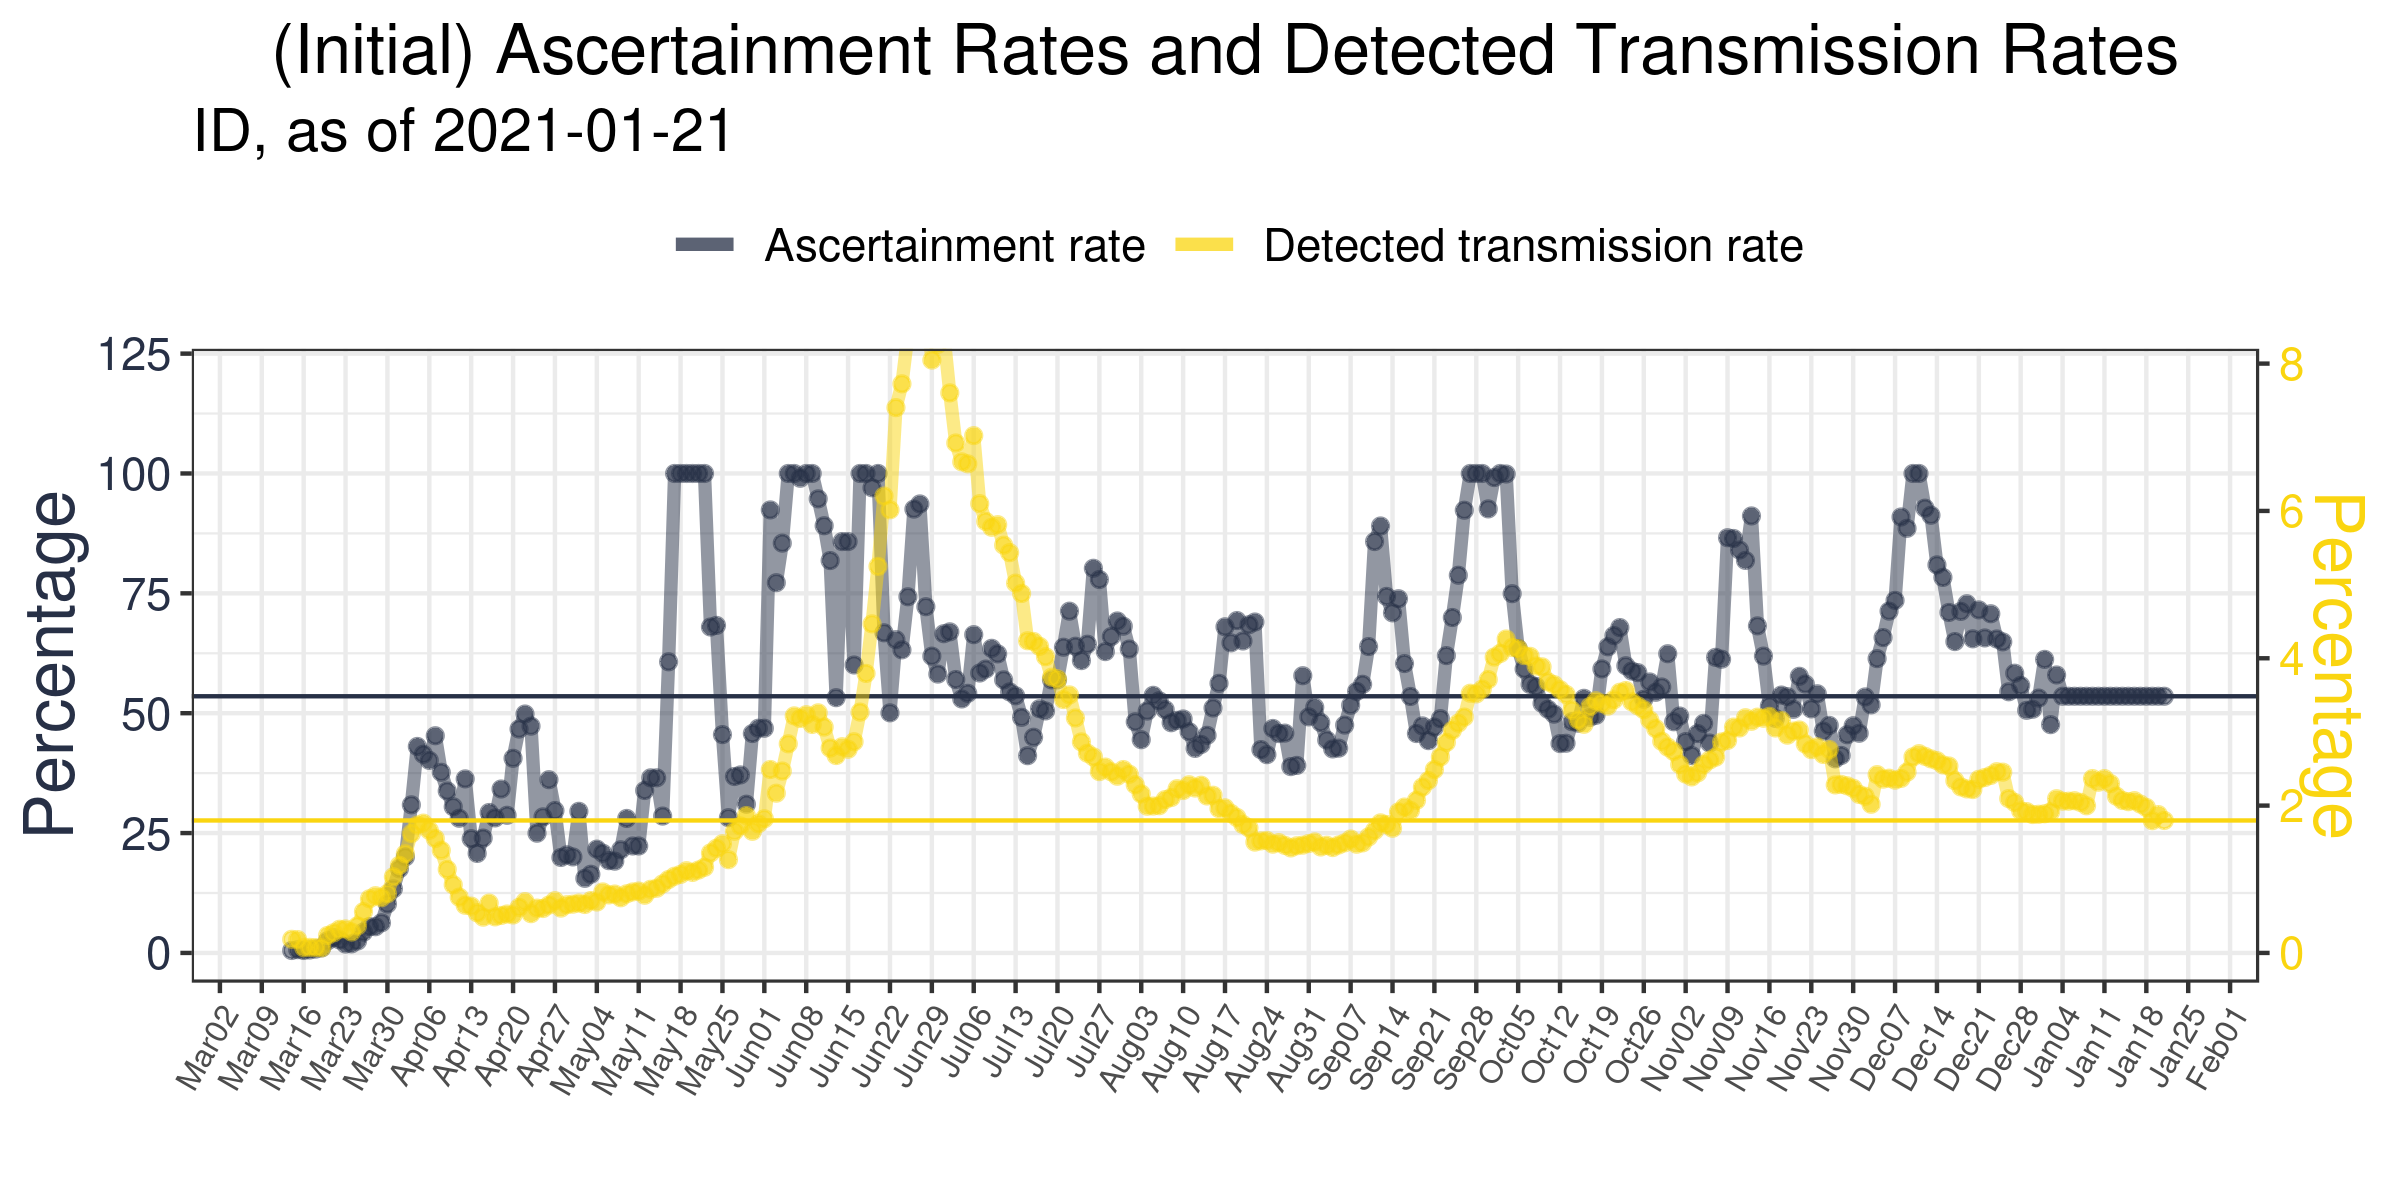 (Initial) Ascertainment Rates and Detected Transmission Rates
ID, as of 2021-01-21
Ascertainment rate Detected transmission rate
Percentage
125
100
75
50
25
0
8
6
4
2
0
Percentage
Mar02 Mar09 Mar16 Mar23 Mar30 Apr06 Apr13 Apr20 Apr27 May04 May11 May18 May25 Jun01 Jun08 Jun15 Jun22 Jun29 Jul06 Jul13 Jul20 Jul27 Aug03 Aug10 Aug17 Aug24 Aug31 Sep07 Sep14 Sep21 Sep28 Oct05 Oct12 Oct19 Oct26 Nov02 Nov09 Nov16 Nov23 Nov30 Dec07 Dec14 Dec21 Dec28 Jan04 Jan11 Jan18 Jan25 Feb01